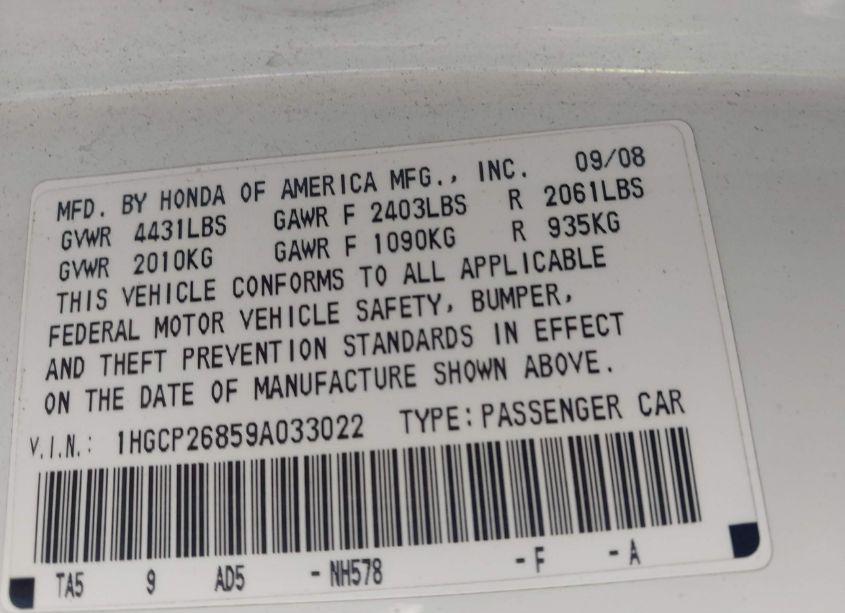 MFD. BY HONDA OF AMERICA MFG., INC. 09/08
GVWR 4431LBS GAWR F 2403LBS R 2061LBS
GVWR 2010KG GAWR F 1090KG R 935KG
THIS VEHICLE CONFORMS TO ALL APPLICABLE
FEDERAL MOTOR VEHICLE SAFETY, BUMPER,
AND THEFT PREVENTION STANDARDS IN EFFECT
ON THE DATE OF MANUFACTURE SHOWN ABOVE.
V.I.N.: 1HGCP26859A033022 TYPE: PASSENGER CAR
TA5 9 AD5 - NH578 - F - A